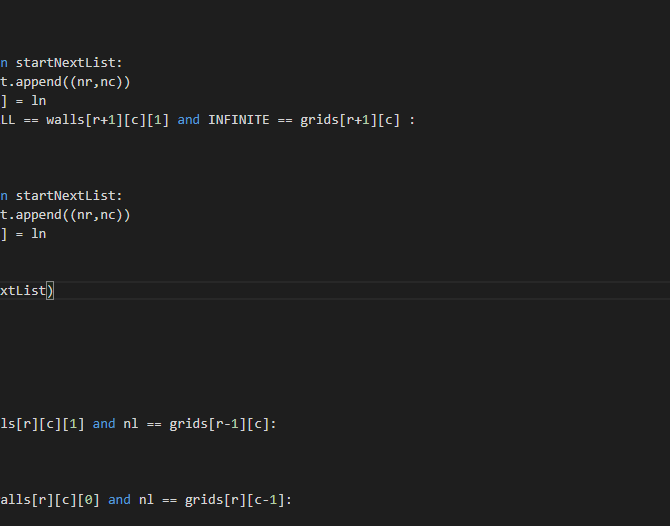 n startNextList:
t.append((nr,nc))
] = ln
LL == walls[r+1][c][1] and INFINITE == grids[r+1][c] :
n startNextList:
t.append((nr,nc))
] = ln
xtList)
ls[r][c][1] and nl == grids[r-1][c]:
alls[r][c][0] and nl == grids[r][c-1]: